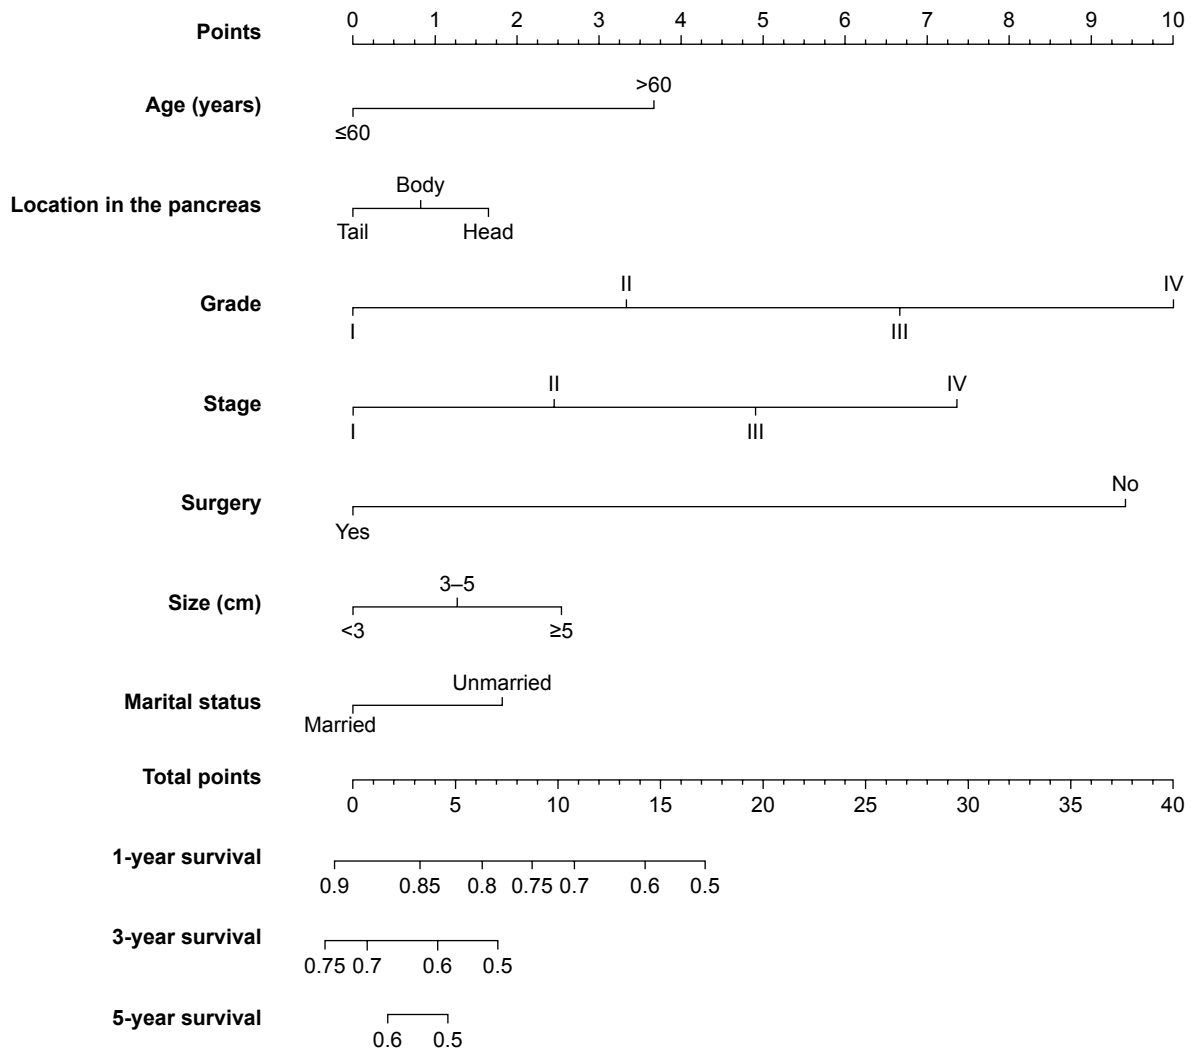 Points 0 1 2 3 4 5 6 7 8 9 10
>60
Age (years)
≤60
Body
Location in the pancreas
Tail Head
II IV
Grade
I III
II IV
Stage
I III
No
Surgery
Yes
3–5
Size (cm)
<3 ≥5
Unmarried
Marital status
Married
Total points
0 5 10 15 20 25 30 35 40
1-year survival
0.9 0.85 0.8 0.75 0.7 0.6 0.5
3-year survival
0.75 0.7 0.6 0.5
5-year survival
0.6 0.5